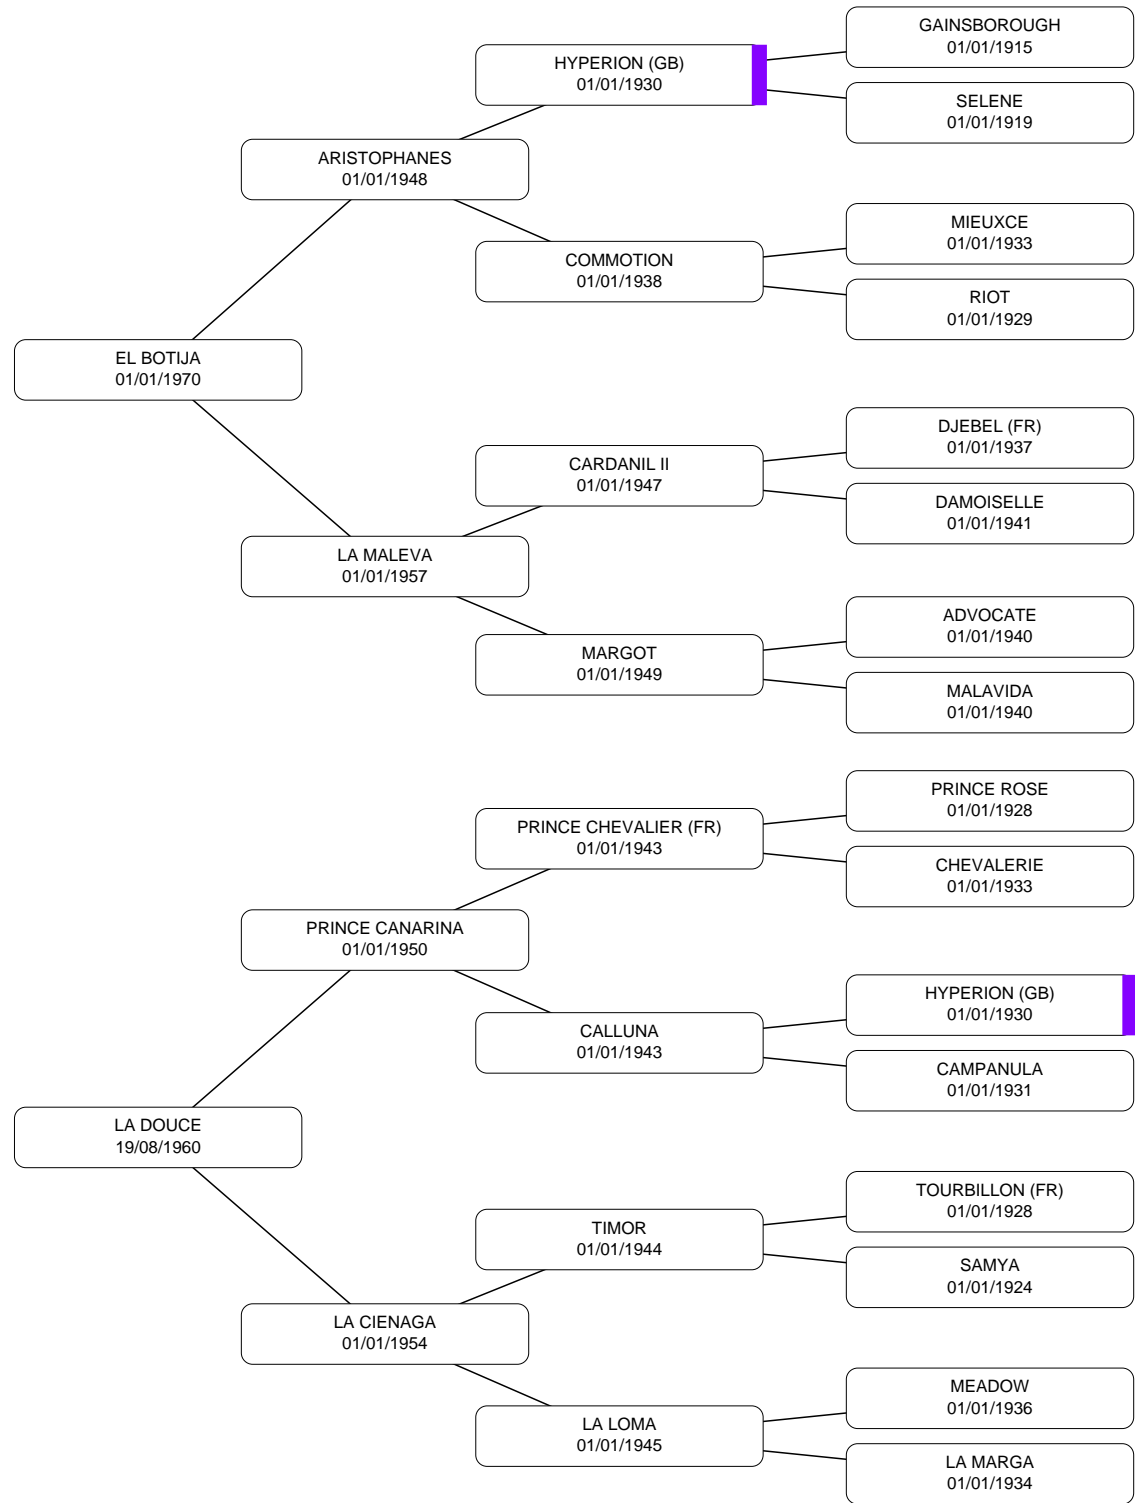 GAINSBOROUGH
01/01/1915
HYPERION (GB)
01/01/1930
SELENE
01/01/1919
ARISTOPHANES
01/01/1948
MIEUXCE
01/01/1933
COMMOTION
01/01/1938
RIOT
01/01/1929
EL BOTIJA
01/01/1970
DJEBEL (FR)
01/01/1937
CARDANIL II
01/01/1947
DAMOISELLE
01/01/1941
LA MALEVA
01/01/1957
ADVOCATE
01/01/1940
MARGOT
01/01/1949
MALAVIDA
01/01/1940
PRINCE ROSE
01/01/1928
PRINCE CHEVALIER (FR)
01/01/1943
CHEVALERIE
01/01/1933
PRINCE CANARINA
01/01/1950
HYPERION (GB)
01/01/1930
CALLUNA
01/01/1943
CAMPANULA
01/01/1931
LA DOUCE
19/08/1960
TOURBILLON (FR)
01/01/1928
TIMOR
01/01/1944
SAMYA
01/01/1924
LA CIENAGA
01/01/1954
MEADOW
01/01/1936
LA LOMA
01/01/1945
LA MARGA
01/01/1934